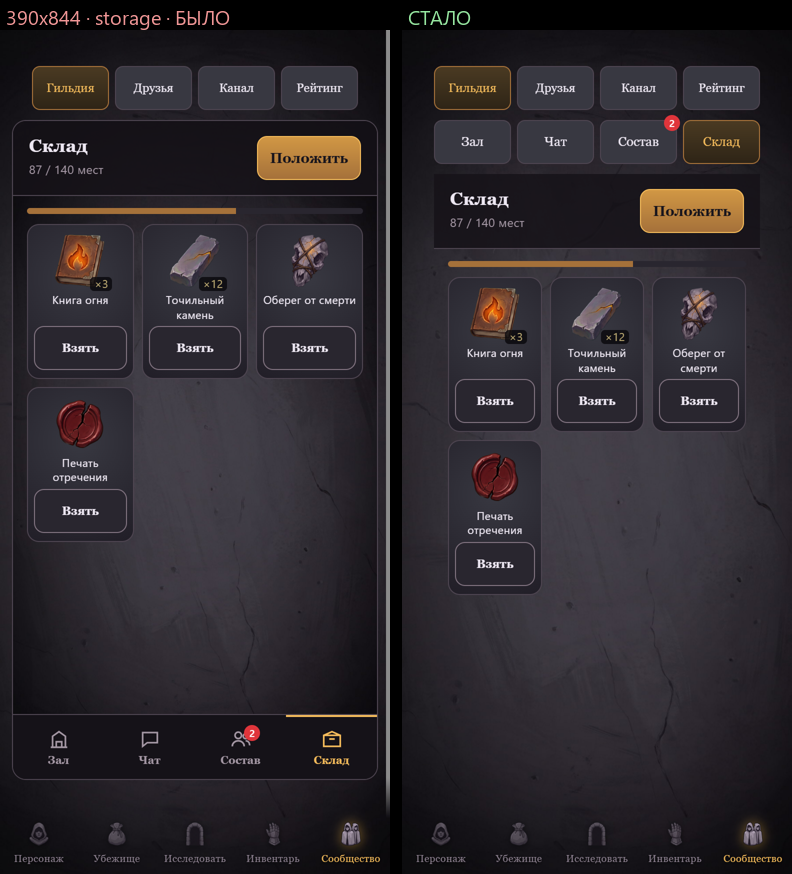 390x844 · storage · БЫЛО
Гильдия Друзья Канал Рейтинг
Склад
87 / 140 мест
Положить
×3
×12
Книга огня
Точильный
камень
Оберег от смерти
Взять Взять Взять
Печать
отречения
Взять
2
Зал Чат Состав Склад
Персонаж Убежище Исследовать Инвентарь Сообщество
СТАЛО
Гильдия Друзья Канал Рейтинг
2
Зал Чат Состав Склад
Склад
87 / 140 мест
Положить
×3
×12
Книга огня
Точильный
камень
Оберег от
смерти
Взять Взять Взять
Печать
отречения
Взять
Персонаж Убежище Исследовать Инвентарь Сообщество